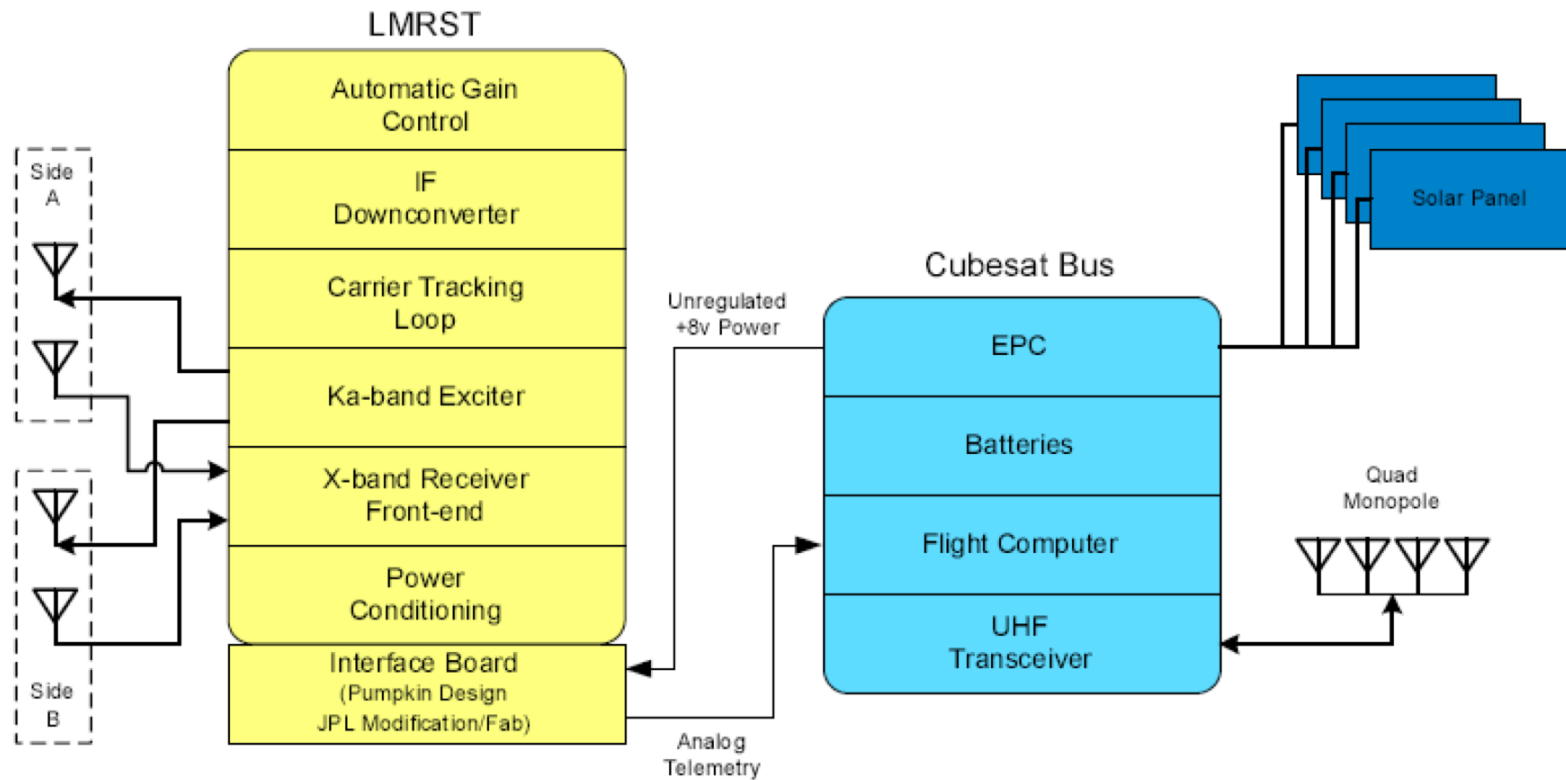 LMRST
Automatic Gain
Control
IF
Downconverter
Carrier Tracking
Loop
Ka-band Exciter
X-band Receiver
Front-end
Power
Conditioning
Interface Board
(Pumpkin Design
JPL Modification/Fab)
Side
A
Side
B
Unregulated
+8v Power
Analog
Telemetry
Cubesat Bus
EPC
Batteries
Flight Computer
UHF
Transceiver
Solar Panel
Quad
Monopole